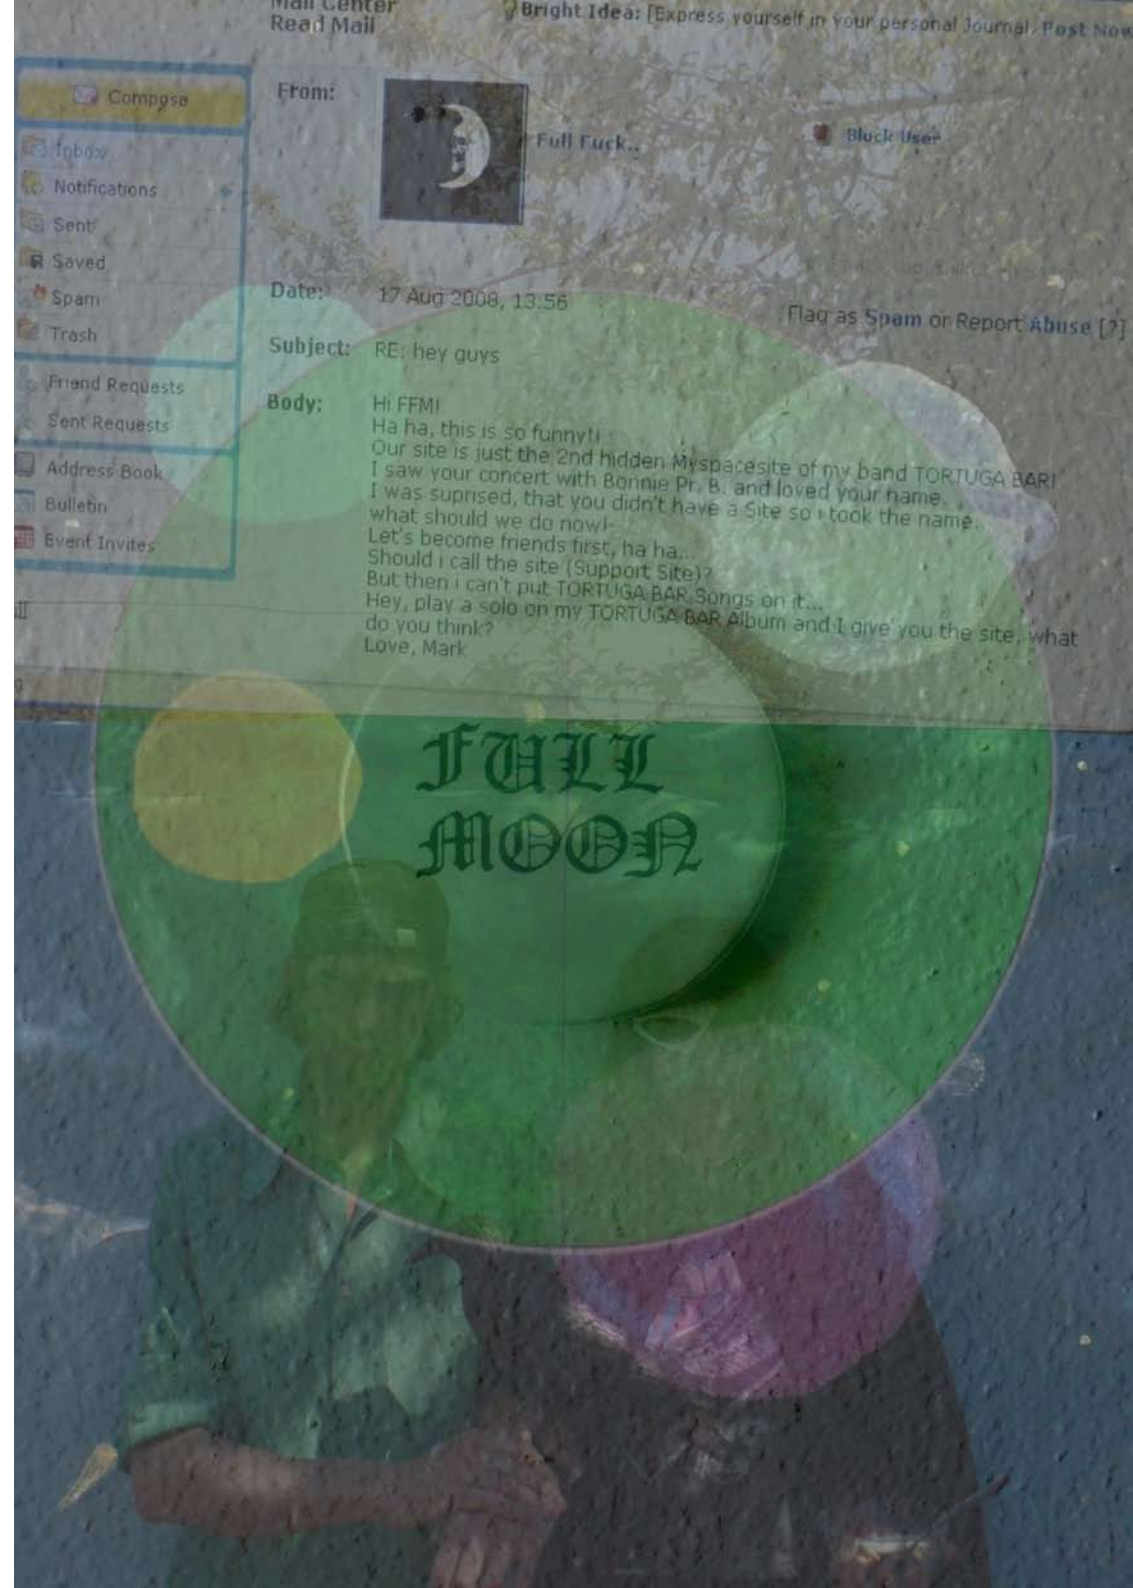 Mail Center
Read Mail
Bright Idea: [Express yourself in your personal Journal. Post Now
Compose
Inbox
Notifications
Sent
Saved
Spam
Trash
Friend Requests
Sent Requests
Address Book
Bulletin
Event Invites
From:
Full Fuck..
Block User
Date: 17 Aug 2008, 13:56
Flag as Spam or Report Abuse [?]
Subject: RE: hey guys
Body: Hi FFM!
Ha ha, this is so funny!!
Our site is just the 2nd hidden Myspacesite of my band TORTUGA BAR!
I saw your concert with Bonnie Pr. B. and loved your name.
I was suprised, that you didn't have a Site so i took the name.
what should we do now!
Let's become friends first, ha ha...
Should i call the site (Support Site)?
But then i can't put TORTUGA BAR Songs on it...
Hey, play a solo on my TORTUGA BAR Album and I give you the site, what
do you think?
Love, Mark
FULL
MOON